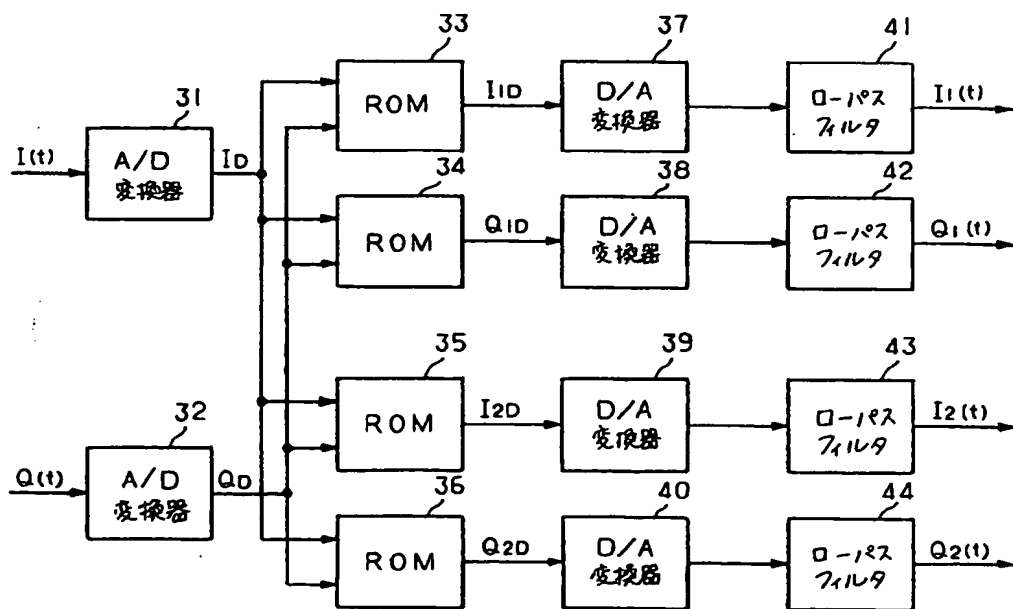 33
37
41
ROM
I1D
D/A
変換器
ローパス
フィルタ
I1(t)
31
I(t)
A/D
変換器
ID
34
38
42
ROM
Q1D
D/A
変換器
ローパス
フィルタ
Q1(t)
35
39
43
ROM
I2D
D/A
変換器
ローパス
フィルタ
I2(t)
32
Q(t)
A/D
変換器
QD
36
40
44
ROM
Q2D
D/A
変換器
ローパス
フィルタ
Q2(t)